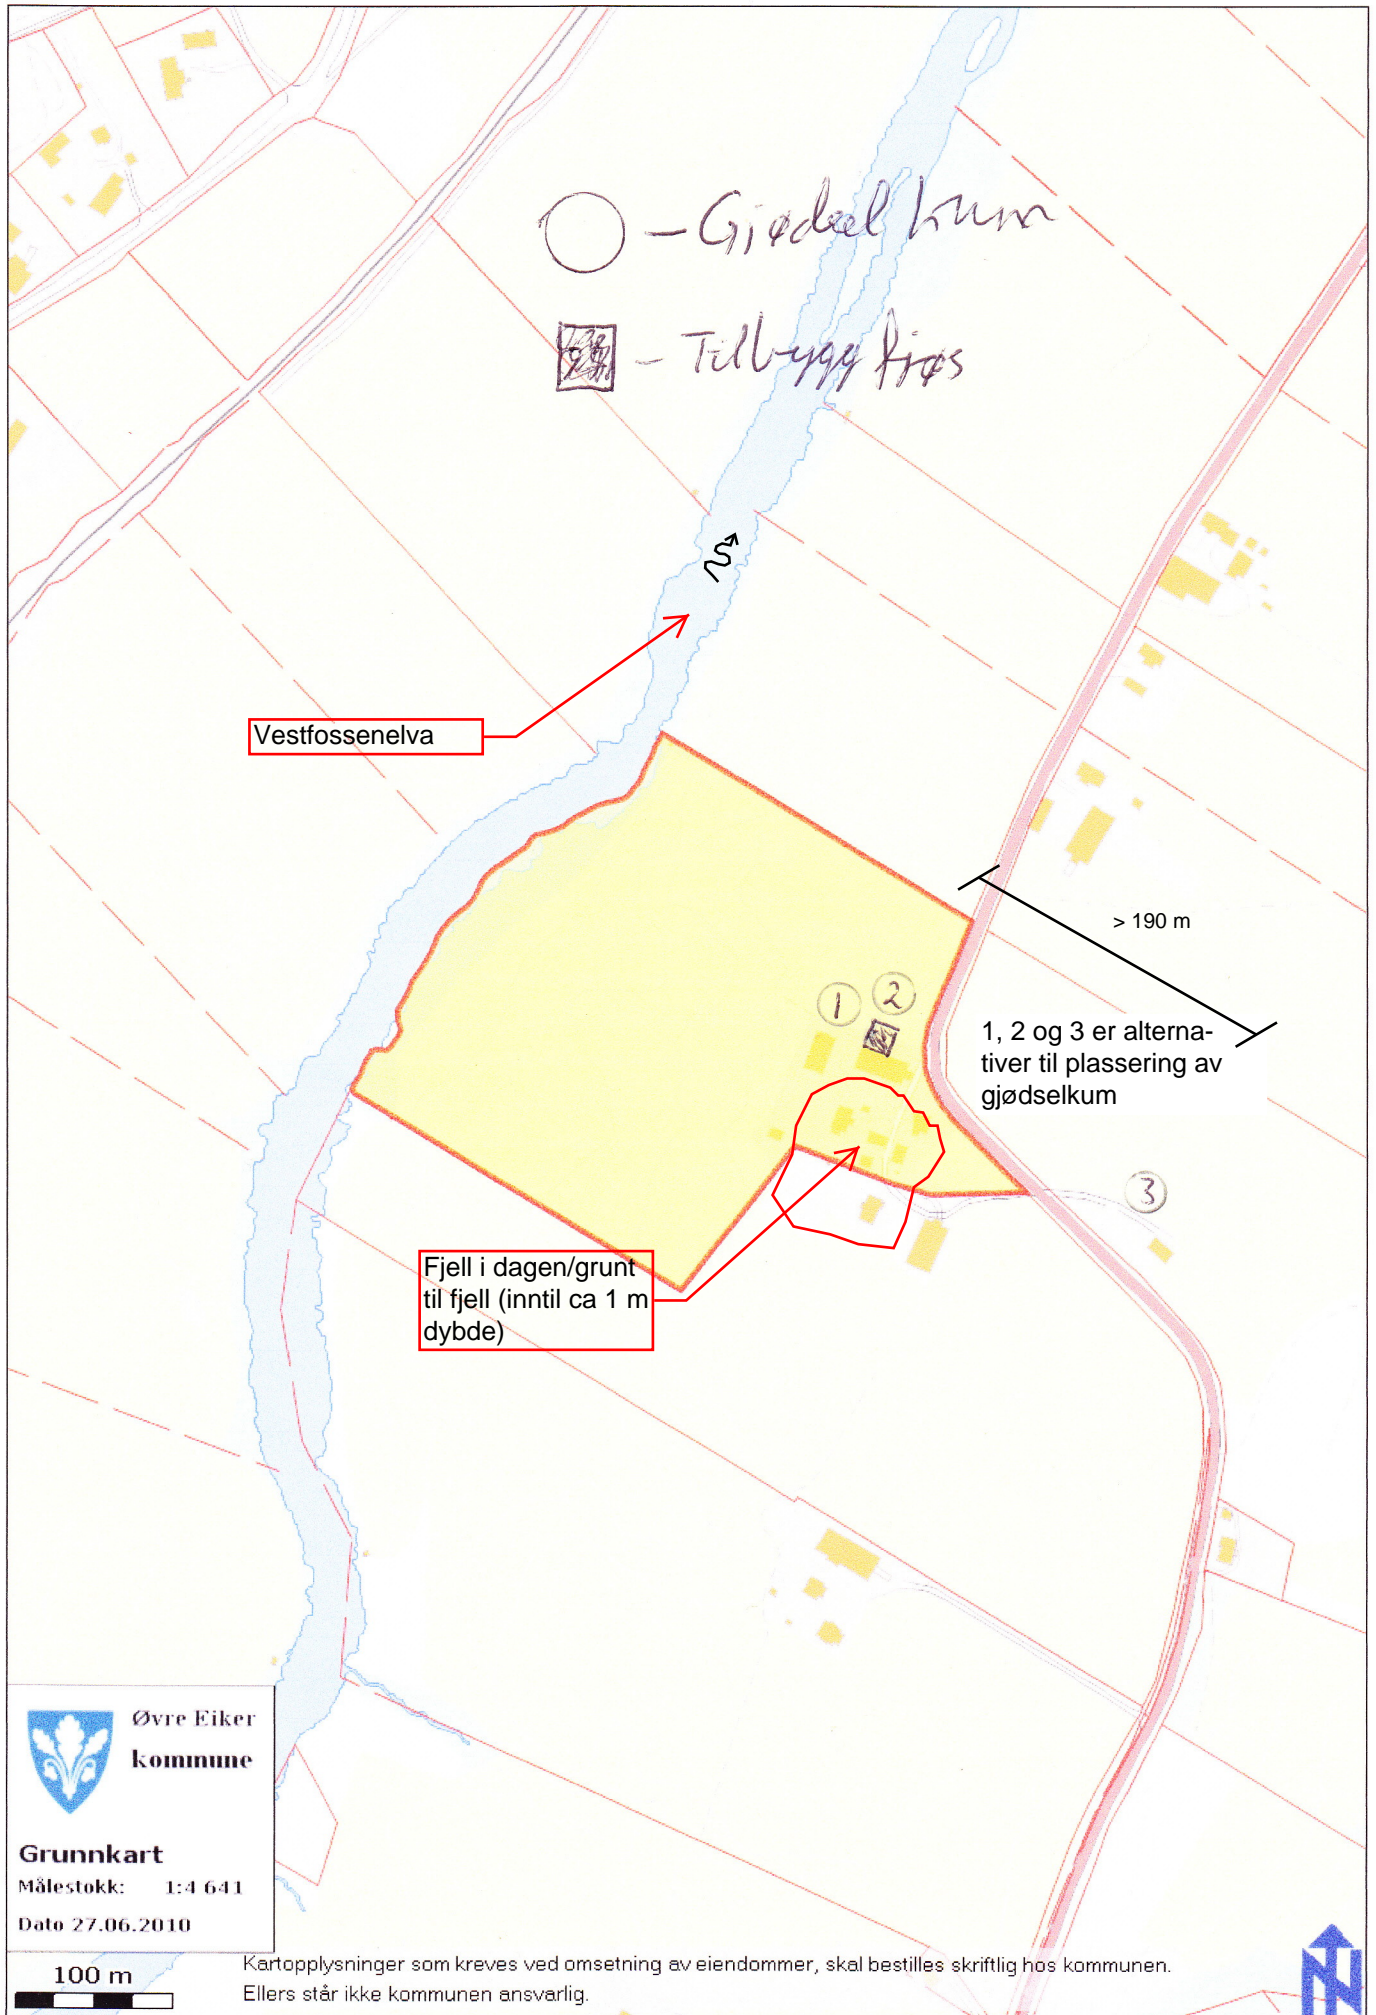 – Gjødsel kum
– Tilbygg fjøs
Vestfossenelva
> 190 m
1 2
1, 2 og 3 er alterna-
tiver til plassering av
gjødselkum
3
Fjell i dagen/grunt
til fjell (inntil ca 1 m
dybde)
Øvre Eiker
kommune
Grunnkart
Målestokk: 1:4 641
Dato 27.06.2010
100 m
Kartopplysninger som kreves ved omsetning av eiendommer, skal bestilles skriftlig hos kommunen.
Ellers står ikke kommunen ansvarlig.
N